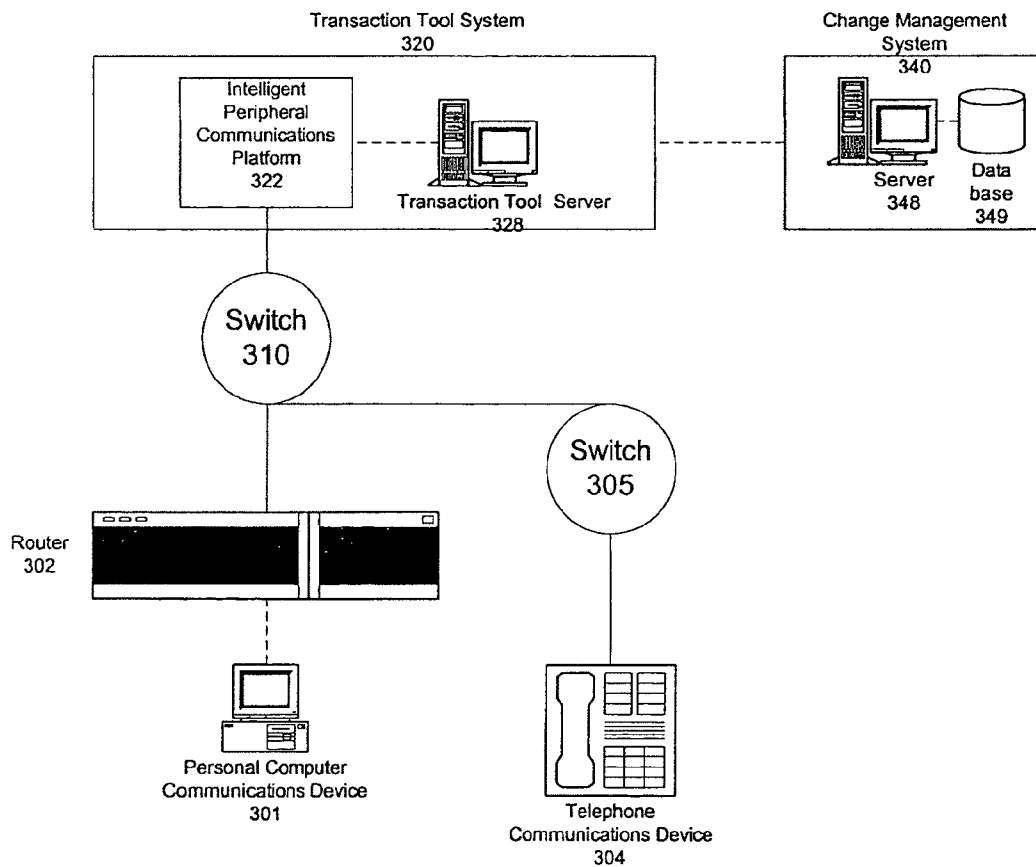 Transaction Tool System
320
Change Management
System
340
Intelligent
Peripheral
Communications
Platform
322
Transaction Tool Server
328
Server
348
Data
base
349
Switch
310
Switch
305
Router
302
Personal Computer
Communications Device
301
Telephone
Communications Device
304